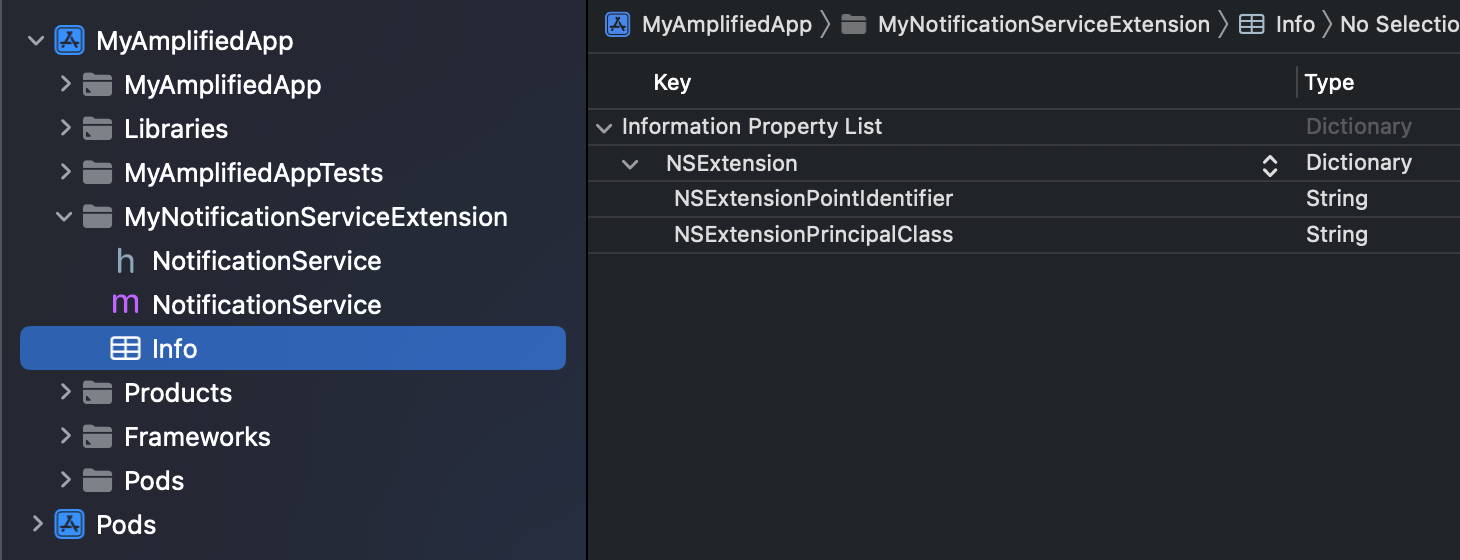 MyAmplifiedApp
MyAmplifiedApp
Libraries
MyAmplifiedAppTests
MyNotificationServiceExtension
h NotificationService
m NotificationService
Info
Products
Frameworks
Pods
Pods
MyAmplifiedApp MyNotificationServiceExtension Info No Selectio
Key Type
Information Property List Dictionary
NSExtension Dictionary
NSExtensionPointIdentifier String
NSExtensionPrincipalClass String